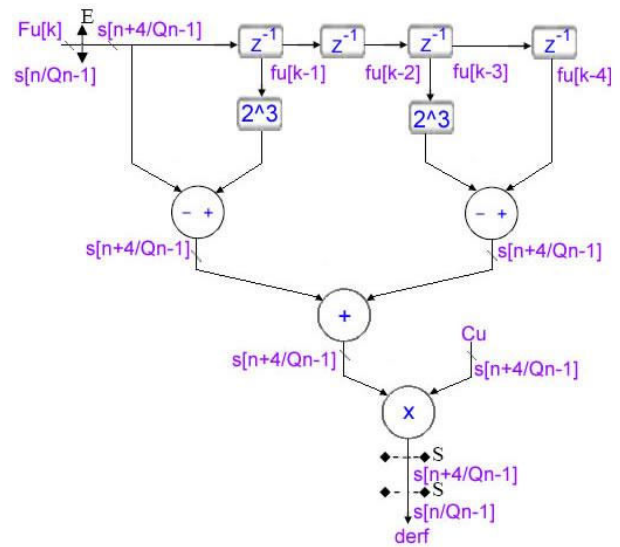 Fu[k] E s[n+4/Qn-1]
s[n/Qn-1]
z-1 z-1 z-1 z-1
fu[k-1] fu[k-2] fu[k-3] fu[k-4]
2^3 2^3
- + - +
s[n+4/Qn-1] s[n+4/Qn-1]
+
Cu
s[n+4/Qn-1] s[n+4/Qn-1]
x
S
s[n+4/Qn-1]
S
s[n/Qn-1]
derf